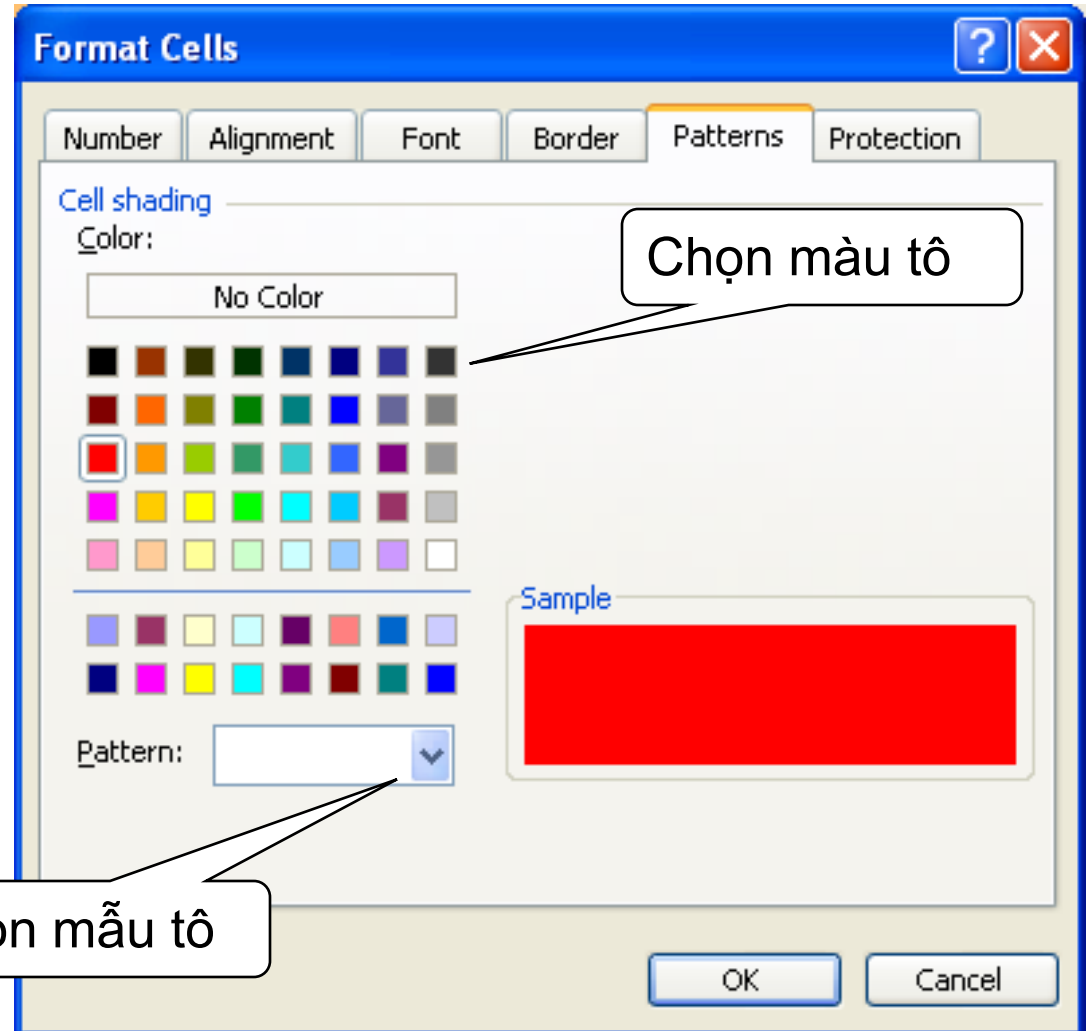 Format Cells
Number Alignment Font Border Patterns Protection
Cell shading
Color:
Chọn màu tô
No Color
Sample
Pattern:
mẫu tô
OK Cancel